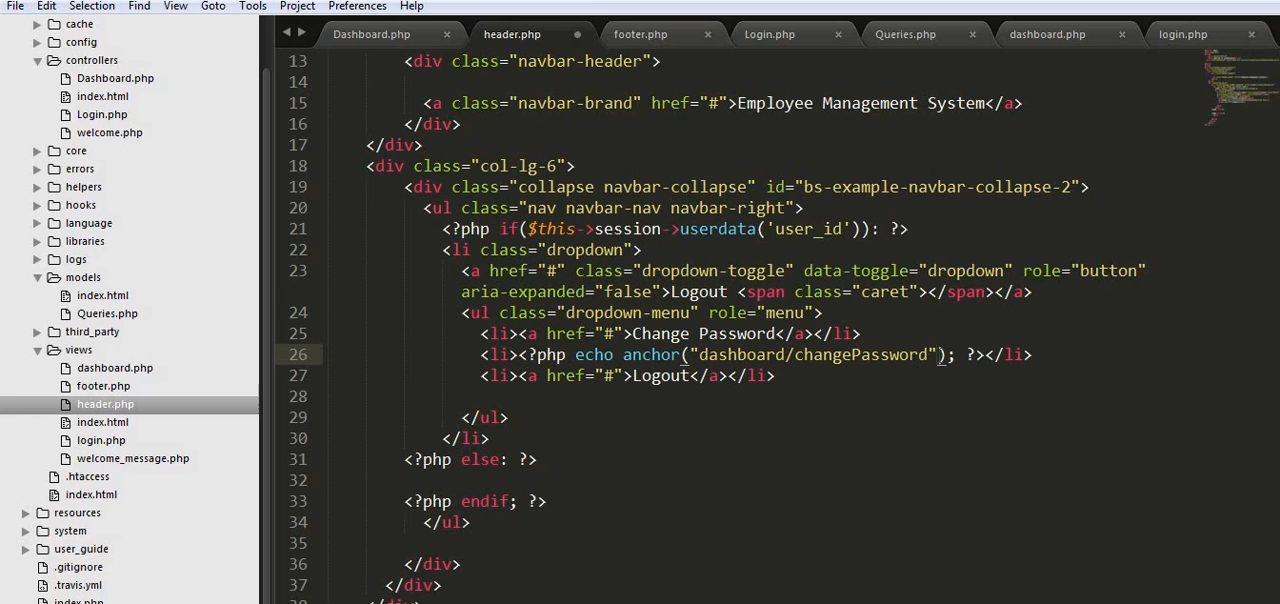 File Edit Selection Find View Goto Tools Project Preferences Help
cache
config
controllers
Dashboard.php
index.html
Login.php
welcome.php
core
errors
helpers
hooks
language
libraries
logs
models
index.html
Queries.php
third_party
views
dashboard.php
footer.php
header.php
index.html
login.php
welcome_message.php
.htaccess
index.html
resources
system
user_guide
.gitignore
.travis.yml
index.php
Dashboard.php × header.php footer.php × Login.php × Queries.php × dashboard.php × login.php ×
13 <div class="navbar-header">
14
15 <a class="navbar-brand" href="#">Employee Management System</a>
16 </div>
17 </div>
18 <div class="col-lg-6">
19 <div class="collapse navbar-collapse" id="bs-example-navbar-collapse-2">
20 <ul class="nav navbar-nav navbar-right">
21 <?php if($this->session->userdata('user_id')): ?>
22 <li class="dropdown">
23 <a href="#" class="dropdown-toggle" data-toggle="dropdown" role="button"
aria-expanded="false">Logout <span class="caret"></span></a>
24 <ul class="dropdown-menu" role="menu">
25 <li><a href="#">Change Password</a></li>
26 <li><?php echo anchor("dashboard/changePassword"); ?></li>
27 <li><a href="#">Logout</a></li>
28
29 </ul>
30 </li>
31 <?php else: ?>
32
33 <?php endif; ?>
34 </ul>
35
36 </div>
37 </div>